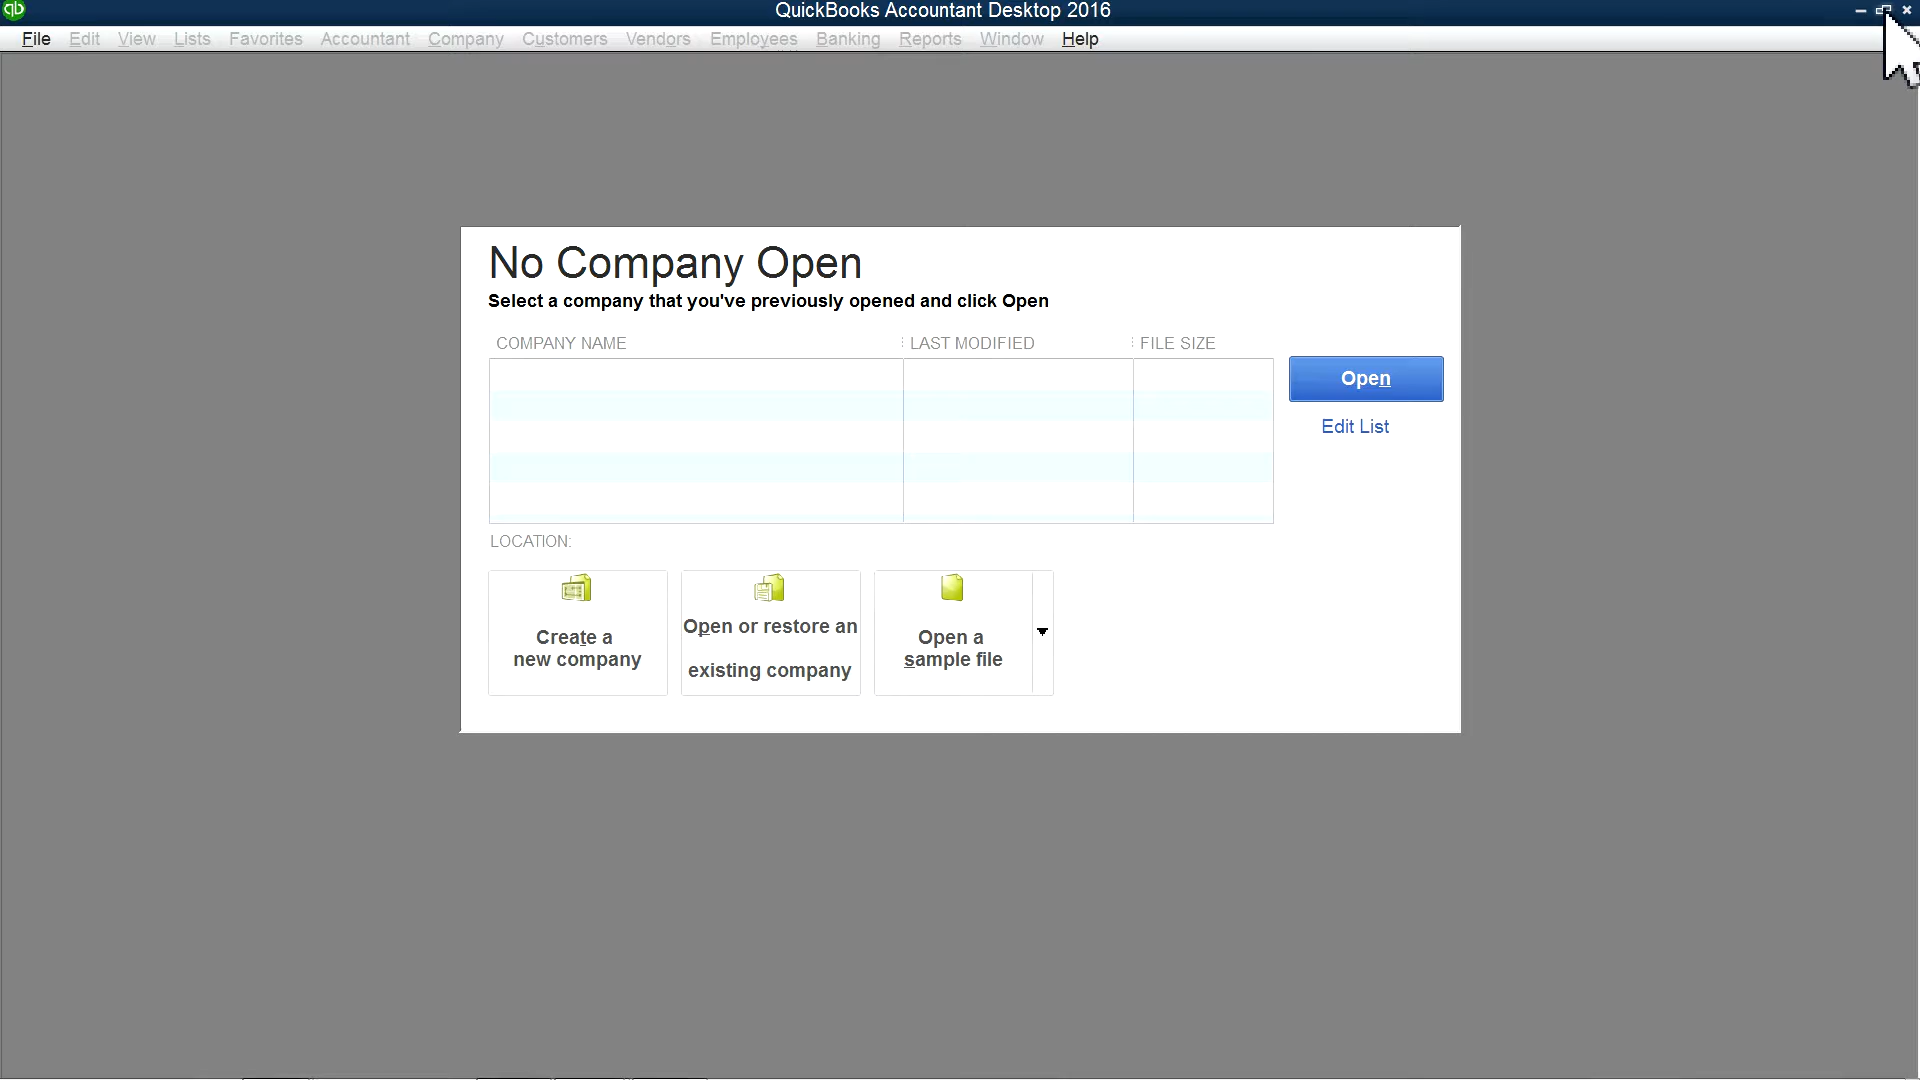 qb QuickBooks Accountant Desktop 2016
File Edit View Lists Favorites Accountant Company Customers Vendors Employees Banking Reports Window Help
No Company Open
Select a company that you've previously opened and click Open
COMPANY NAME LAST MODIFIED FILE SIZE
Open
Edit List
LOCATION:
Create a
new company
Open or restore an
existing company
Open a
sample file